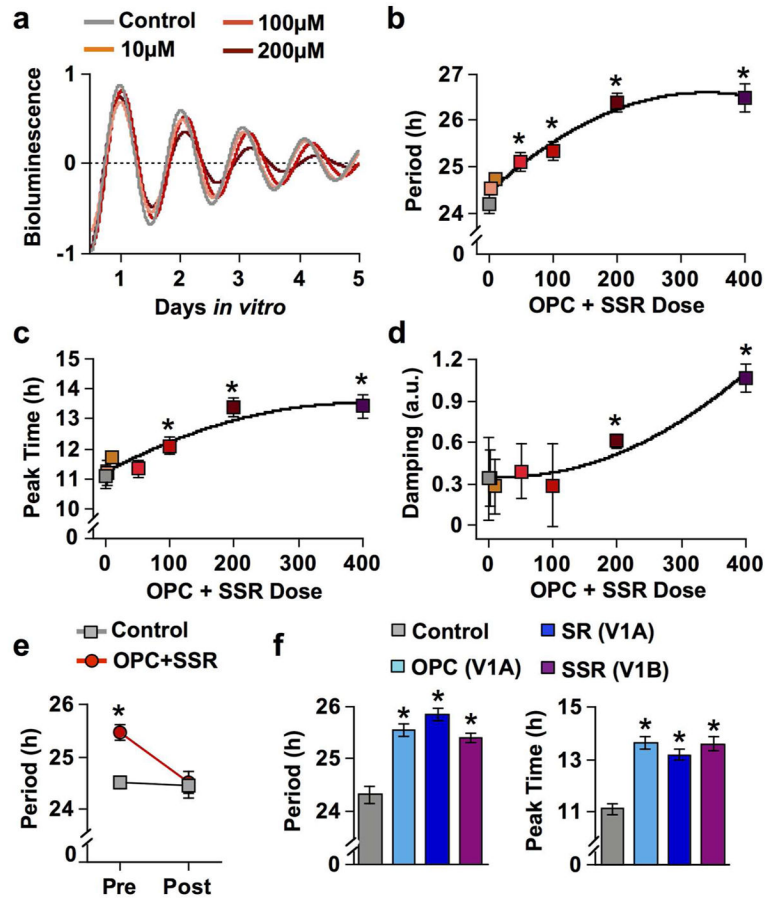 a
Control
100µM
10µM
200µM
1
0
-1
Bioluminescence
1 2 3 4 5
Days in vitro
b
27
26
25
24
0
Period (h)
* * * *
0 100 200 300 400
OPC + SSR Dose
c
15
14
13
12
11
10
0
Peak Time (h)
* * *
0 100 200 300 400
OPC + SSR Dose
d
1.2
0.9
0.6
0.3
0
Damping (a.u.)
* *
0 100 200 300 400
OPC + SSR Dose
e
Control
OPC+SSR
26
25
24
0
Period (h)
*
Pre Post
f
Control
SR (V1A)
OPC (V1A)
SSR (V1B)
26
25
24
0
Period (h)
* * *
15
13
11
0
Peak Time (h)
* * *